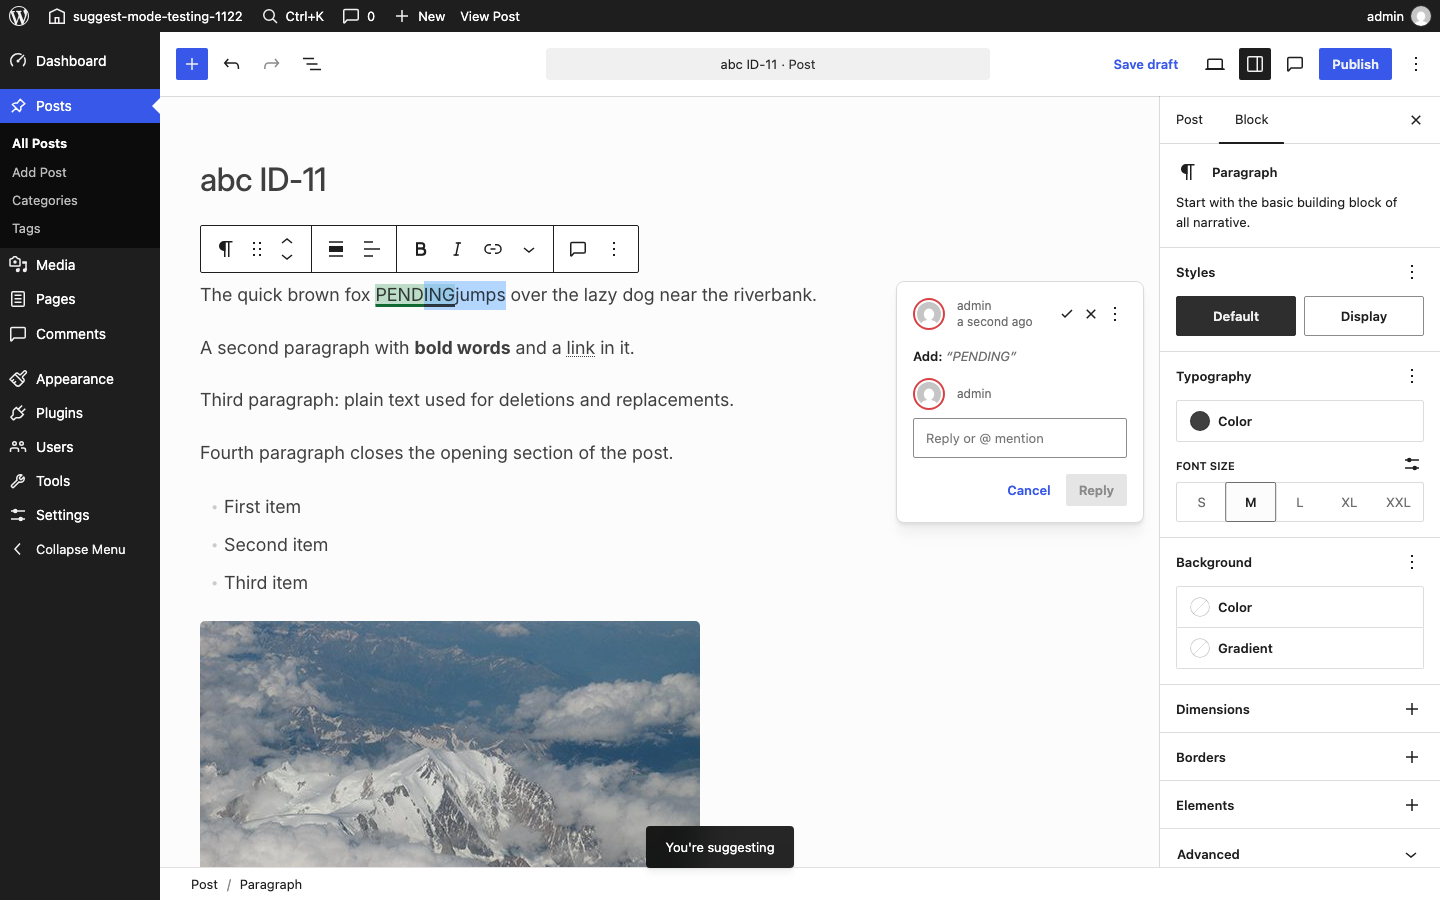 suggest-mode-testing-1122
Ctrl+K
0
New
View Post
admin
Dashboard
Posts
All Posts
Add Post
Categories
Tags
Media
Pages
Comments
Appearance
Plugins
Users
Tools
Settings
Collapse Menu
abc ID-11 · Post
Save draft
Publish
abc ID-11
B I
The quick brown fox PENDINGjumps over the lazy dog near the riverbank.
A second paragraph with bold words and a link in it.
Third paragraph: plain text used for deletions and replacements.
Fourth paragraph closes the opening section of the post.
• First item
• Second item
• Third item
admin
a second ago
Add: “PENDING”
admin
Reply or @ mention
Cancel
Reply
You're suggesting
Post / Paragraph
Post
Block
Paragraph
Start with the basic building block of
all narrative.
Styles
Default
Display
Typography
Color
FONT SIZE
S M L XL XXL
Background
Color
Gradient
Dimensions
Borders
Elements
Advanced